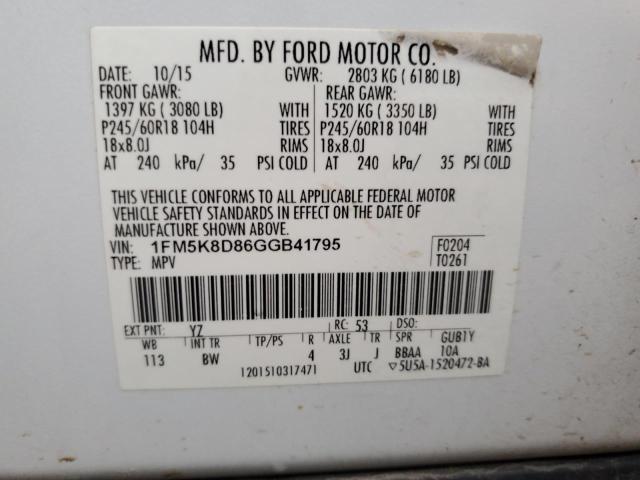 MFD. BY FORD MOTOR CO.
DATE: 10/15 GVWR: 2803 KG ( 6180 LB)
FRONT GAWR: REAR GAWR:
1397 KG ( 3080 LB) WITH 1520 KG ( 3350 LB) WITH
P245/60R18 104H TIRES P245/60R18 104H TIRES
18x8.0J RIMS 18x8.0J RIMS
AT 240 kPa/ 35 PSI COLD AT 240 kPa/ 35 PSI COLD
THIS VEHICLE CONFORMS TO ALL APPLICABLE FEDERAL MOTOR
VEHICLE SAFETY STANDARDS IN EFFECT ON THE DATE OF
MANUFACTURE SHOWN ABOVE.
VIN: 1FM5K8D86GGB41795 F0204
TYPE: MPV T0261
EXT PNT: YZ RC: 53 DSO:
WB INT TR TP/PS R AXLE TR SPR GUB1Y
113 BW 4 3J J BBAA 10A
1201510317471 UTC ▽5U5A-1520472-BA